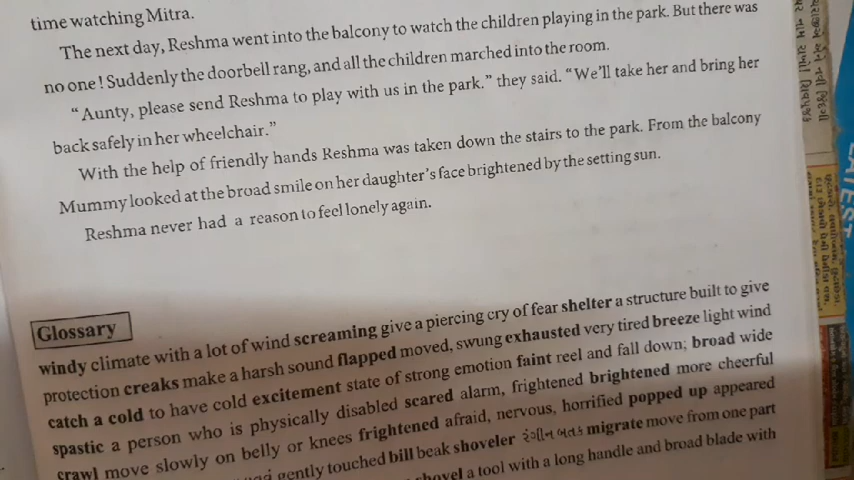 time watching Mitra.
The next day, Reshma went into the balcony to watch the children playing in the park. But there was
no one ! Suddenly the doorbell rang, and all the children marched into the room.
“Aunty, please send Reshma to play with us in the park.” they said. “We’ll take her and bring her
back safely in her wheelchair.”
With the help of friendly hands Reshma was taken down the stairs to the park. From the balcony
Mummy looked at the broad smile on her daughter’s face brightened by the setting sun.
Reshma never had a reason to feel lonely again.
Glossary
windy climate with a lot of wind screaming give a piercing cry of fear shelter a structure built to give
protection creaks make a harsh sound flapped moved, swung exhausted very tired breeze light wind
catch a cold to have cold excitement state of strong emotion faint reel and fall down; broad wide
spastic a person who is physically disabled scared alarm, frightened brightened more cheerful
crawl move slowly on belly or knees frightened afraid, nervous, horrified popped up appeared
gently touched bill beak shoveler રંગીન બતક migrate move from one part
shovel a tool with a long handle and broad blade with
LATEST